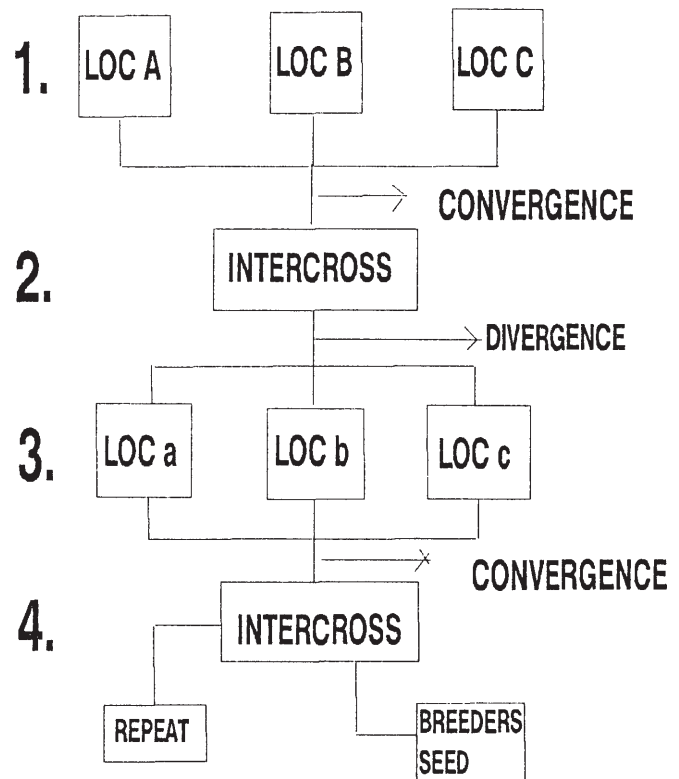 1.
LOC A
LOC B
LOC C
CONVERGENCE
2.
INTERCROSS
DIVERGENCE
3.
LOC a
LOC b
LOC c
CONVERGENCE
4.
INTERCROSS
REPEAT
BREEDERS
SEED